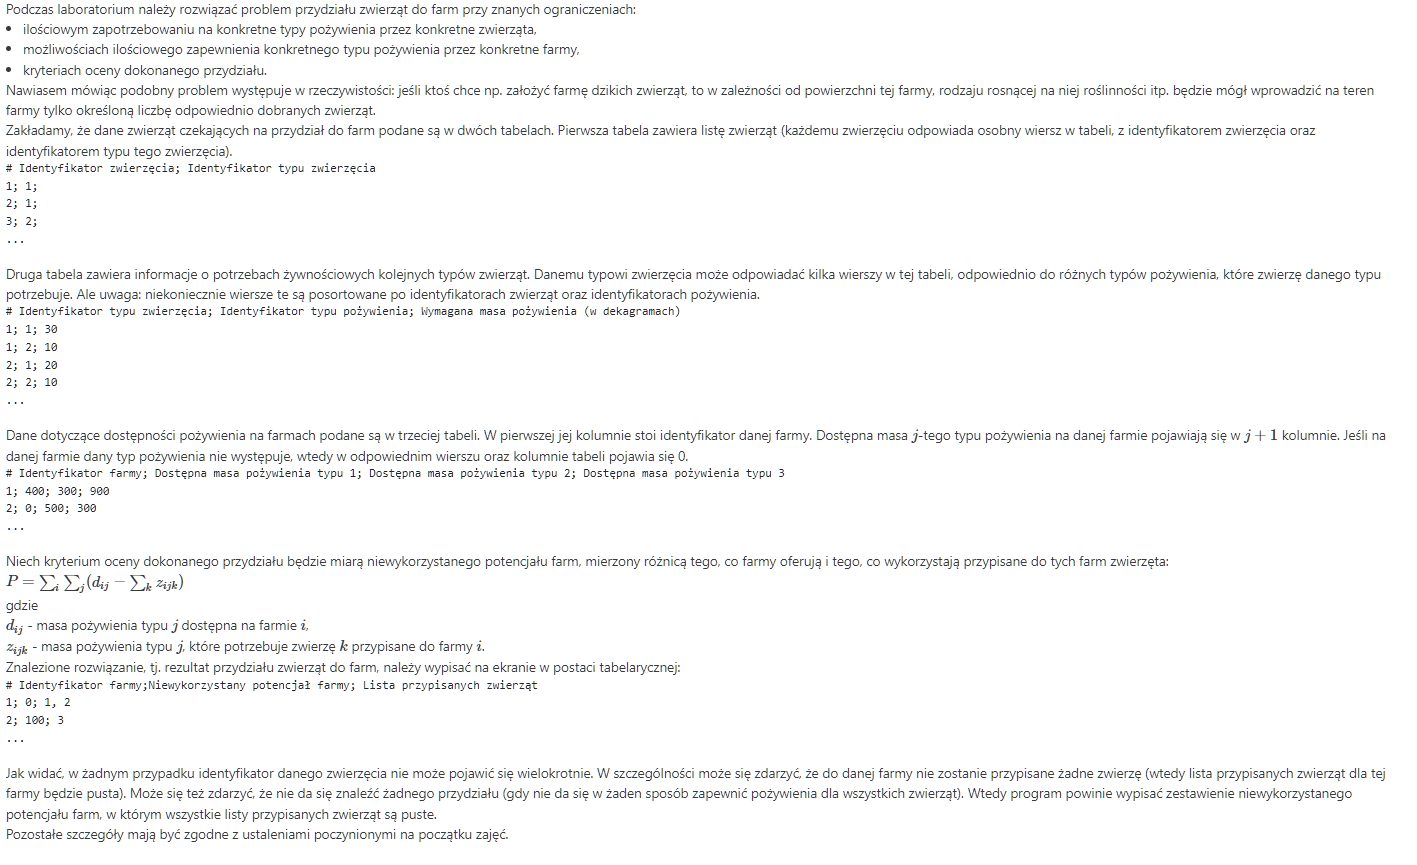 Podczas laboratorium należy rozwiązać problem przydziału zwierząt do farm przy znanych ograniczeniach:
• ilościowym zapotrzebowaniu na konkretne typy pożywienia przez konkretne zwierzęta,
• możliwościach ilościowego zapewnienia konkretnego typu pożywienia przez konkretne farmy,
• kryteriach oceny dokonanego przydziału.
Nawiasem mówiąc podobny problem występuje w rzeczywistości: jeśli ktoś chce np. założyć farmę dzikich zwierząt, to w zależności od powierzchni tej farmy, rodzaju rosnącej na niej roślinności itp. będzie mógł wprowadzić na teren
farmy tylko określoną liczbę odpowiednio dobranych zwierząt.
Zakładamy, że dane zwierząt czekających na przydział do farm podane są w dwóch tabelach. Pierwsza tabela zawiera listę zwierząt (każdemu zwierzęciu odpowiada osobny wiersz w tabeli, z identyfikatorem zwierzęcia oraz
identyfikatorem typu tego zwierzęcia).
# Identyfikator zwierzęcia; Identyfikator typu zwierzęcia
1; 1;
2; 1;
3; 2;
...
Druga tabela zawiera informacje o potrzebach żywnościowych kolejnych typów zwierząt. Danemu typowi zwierzęcia może odpowiadać kilka wierszy w tej tabeli, odpowiednio do różnych typów pożywienia, które zwierzę danego typu
potrzebuje. Ale uwaga: niekoniecznie wiersze te są posortowane po identyfikatorach zwierząt oraz identyfikatorach pożywienia.
# Identyfikator typu zwierzęcia; Identyfikator typu pożywienia; Wymagana masa pożywienia (w dekagramach)
1; 1; 30
1; 2; 10
2; 1; 20
2; 2; 10
...
Dane dotyczące dostępności pożywienia na farmach podane są w trzeciej tabeli. W pierwszej jej kolumnie stoi identyfikator danej farmy. Dostępna masa j-tego typu pożywienia na danej farmie pojawiają się w j + 1 kolumnie. Jeśli na
danej farmie dany typ pożywienia nie występuje, wtedy w odpowiednim wierszu oraz kolumnie tabeli pojawia się 0.
# Identyfikator farmy; Dostępna masa pożywienia typu 1; Dostępna masa pożywienia typu 2; Dostępna masa pożywienia typu 3
1; 400; 300; 900
2; 0; 500; 300
...
Niech kryterium oceny dokonanego przydziału będzie miarą niewykorzystanego potencjału farm, mierzony różnicą tego, co farmy oferują i tego, co wykorzystają przypisane do tych farm zwierzęta:
P = ∑i ∑j(dij − ∑k zijk)
gdzie
dij - masa pożywienia typu j dostępna na farmie i,
zijk - masa pożywienia typu j, które potrzebuje zwierzę k przypisane do farmy i.
Znalezione rozwiązanie, tj. rezultat przydziału zwierząt do farm, należy wypisać na ekranie w postaci tabelarycznej:
# Identyfikator farmy;Niewykorzystany potencjał farmy; Lista przypisanych zwierząt
1; 0; 1, 2
2; 100; 3
...
Jak widać, w żadnym przypadku identyfikator danego zwierzęcia nie może pojawić się wielokrotnie. W szczególności może się zdarzyć, że do danej farmy nie zostanie przypisane żadne zwierzę (wtedy lista przypisanych zwierząt dla tej
farmy będzie pusta). Może się też zdarzyć, że nie da się znaleźć żadnego przydziału (gdy nie da się w żaden sposób zapewnić pożywienia dla wszystkich zwierząt). Wtedy program powinie wypisać zestawienie niewykorzystanego
potencjału farm, w którym wszystkie listy przypisanych zwierząt są puste.
Pozostałe szczegóły mają być zgodne z ustaleniami poczynionymi na początku zajęć.